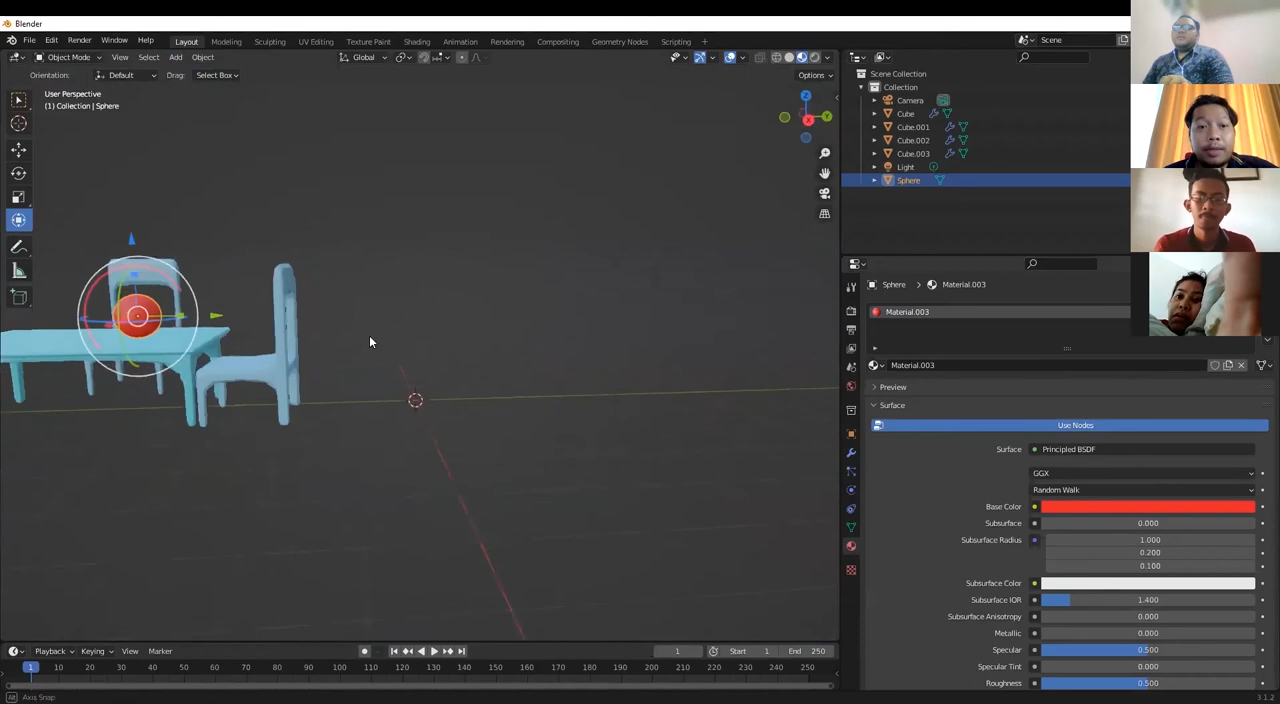 Blender
File Edit Render Window Help
Layout Modeling Sculpting UV Editing Texture Paint Shading Animation Rendering Compositing Geometry Nodes Scripting +
Scene
Object Mode View Select Add Object
Global
Orientation: Default Drag: Select Box
Options
User Perspective
(1) Collection | Sphere
Z
Y
X
Scene Collection
Collection
Camera
Cube
Cube.001
Cube.002
Cube.003
Light
Sphere
Sphere > Material.003
Material.003
Material.003
Preview
Surface
Use Nodes
Surface Principled BSDF
GGX
Random Walk
Base Color
Subsurface 0.000
Subsurface Radius 1.000
0.200
0.100
Subsurface Color
Subsurface IOR 1.400
Subsurface Anisotropy 0.000
Metallic 0.000
Specular 0.500
Specular Tint 0.000
Roughness 0.500
Playback Keying View Marker
1 Start 1 End 250
1 10 20 30 40 50 60 70 80 90 100 110 120 130 140 150 160 170 180 190 200 210 220 230 240 250
Alt Axis Snap
3.1.2